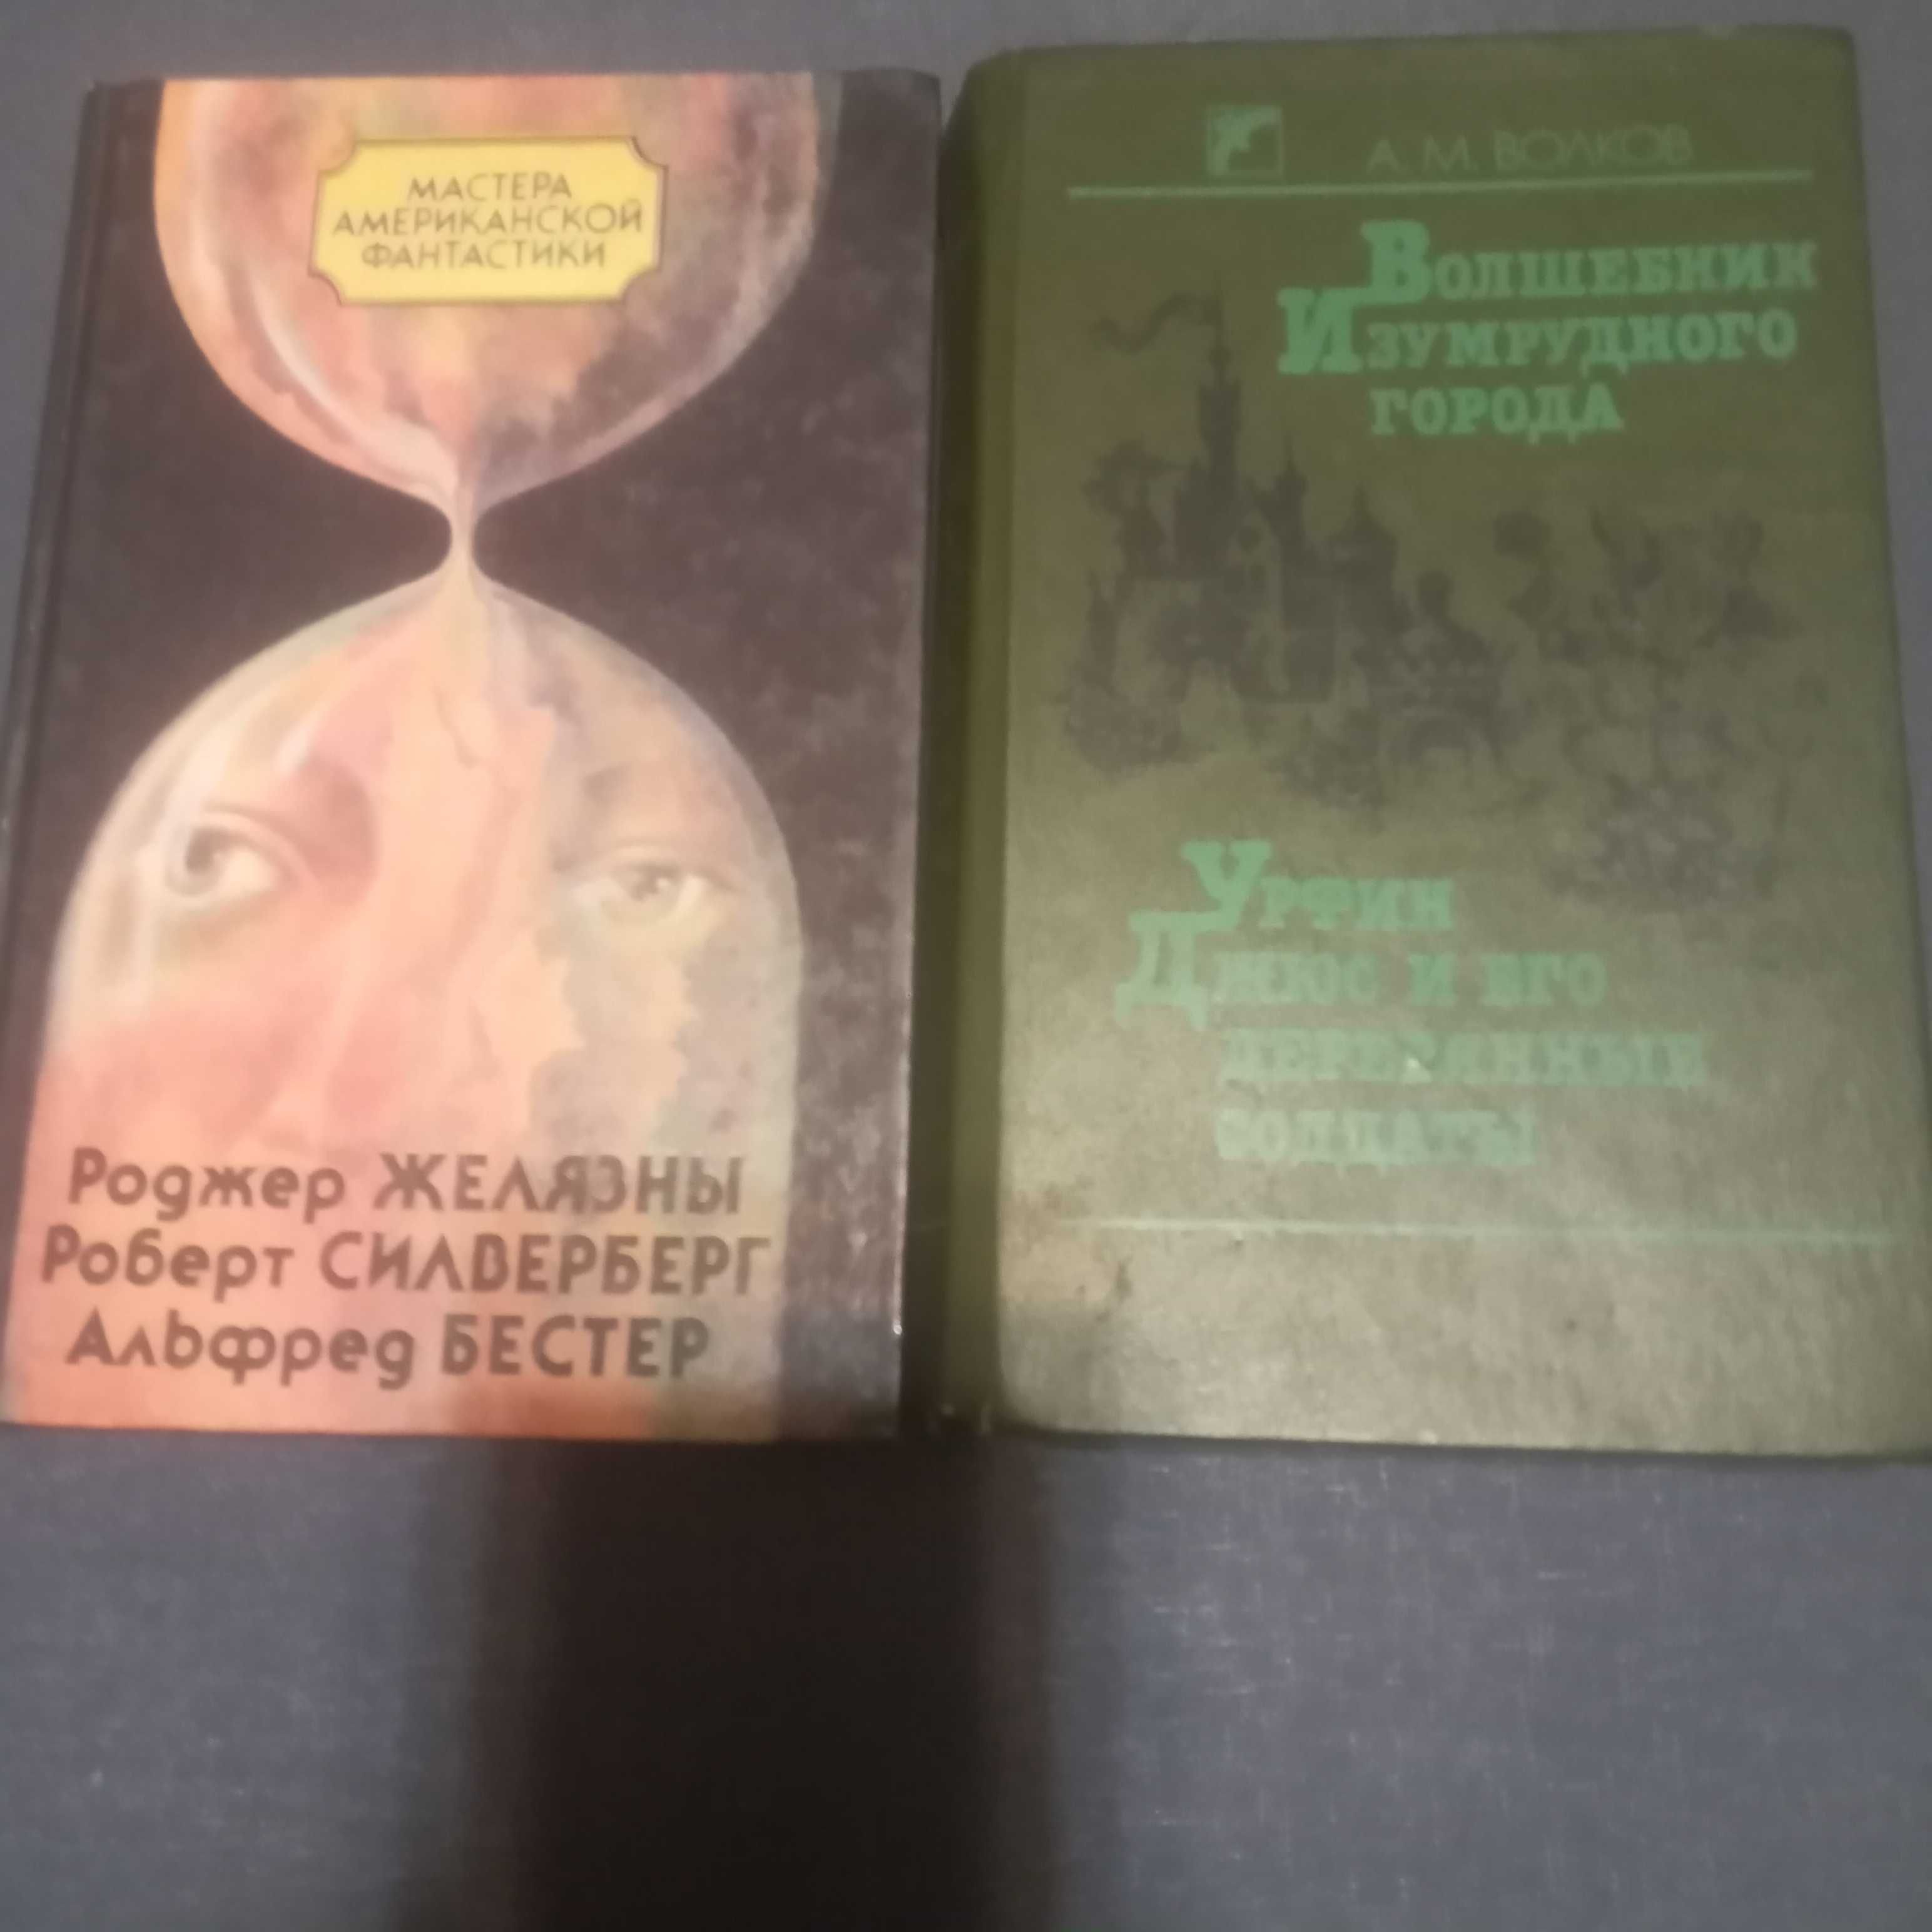 МАСТЕРА
АМЕРИКАНСКОЙ
ФАНТАСТИКИ
Роджер ЖЕЛЯЗНЫ
Роберт СИЛВЕРБЕРГ
Альфред БЕСТЕР
А. М. ВОЛКОВ
ВОЛШЕБНИК
ИЗУМРУДНОГО
ГОРОДА
УРФИН
ДЖЮС И ЕГО
ДЕРЕВЯННЫЕ
СОЛДАТЫ